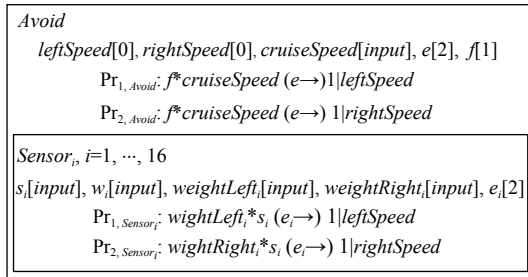 Avoid
leftSpeed[0], rightSpeed[0], cruiseSpeed[input], e[2], f[1]
Pr1, Avoid: f*cruiseSpeed (e→)1|leftSpeed
Pr2, Avoid: f*cruiseSpeed (e→) 1|rightSpeed
Sensori, i=1, ···, 16
si[input], wi[input], weightLefti[input], weightRighti[input], ei[2]
Pr1, Sensori: wightLefti*si (ei→) 1|leftSpeed
Pr2, Sensori: wightRighti*si (ei→) 1|rightSpeed